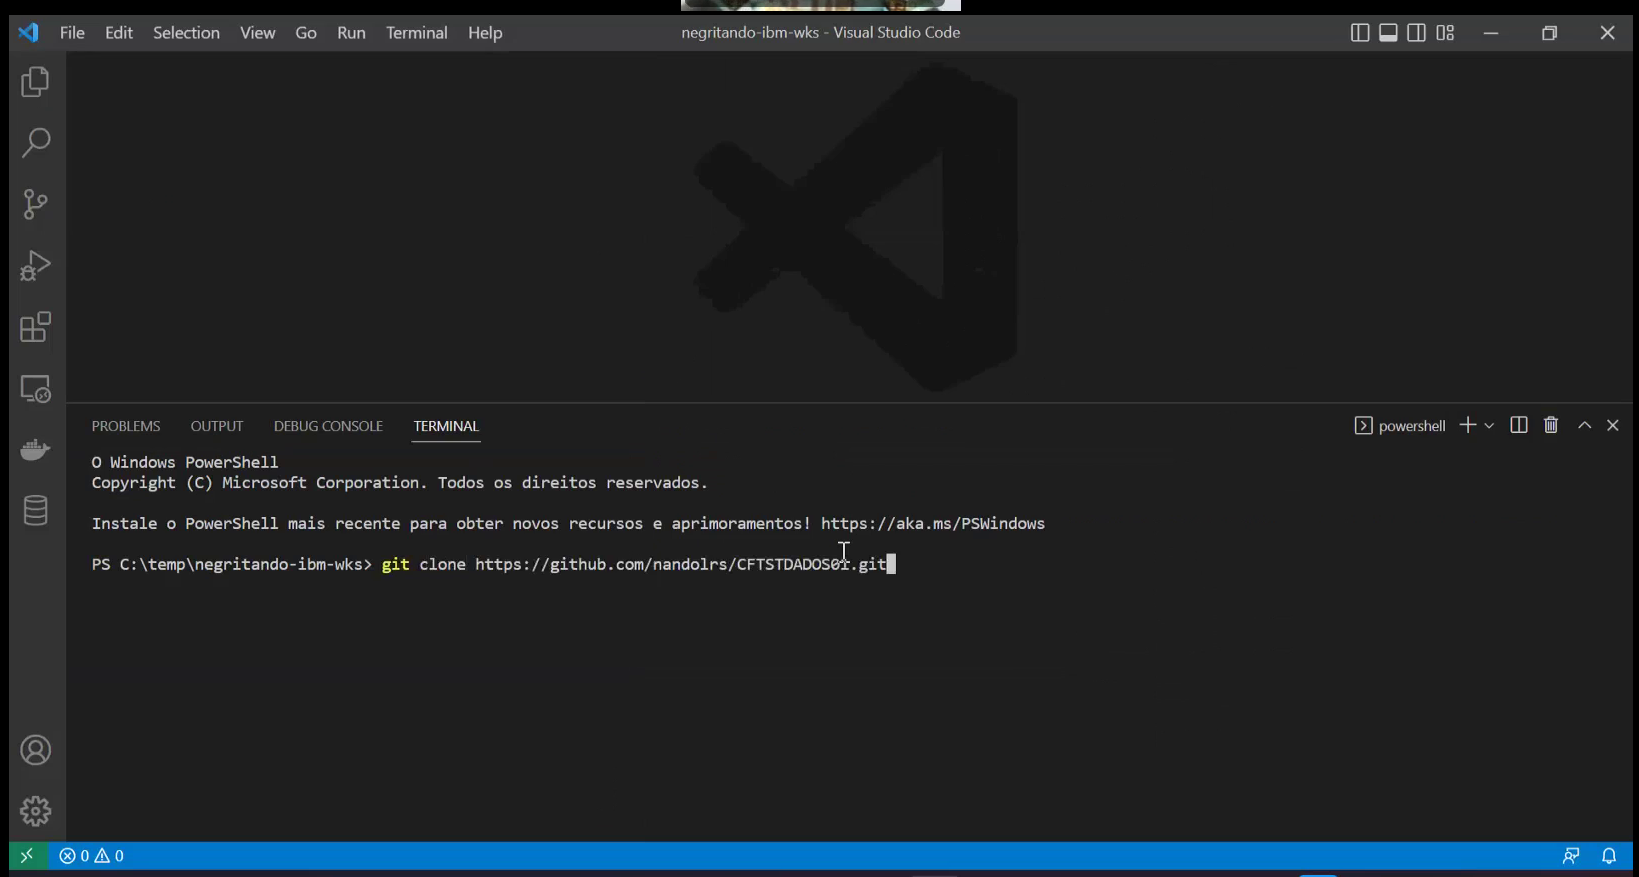 File Edit Selection View Go Run Terminal Help
negritando-ibm-wks - Visual Studio Code
PROBLEMS OUTPUT DEBUG CONSOLE TERMINAL
powershell
O Windows PowerShell
Copyright (C) Microsoft Corporation. Todos os direitos reservados.
Instale o PowerShell mais recente para obter novos recursos e aprimoramentos! https://aka.ms/PSWindows
PS C:\temp\negritando-ibm-wks> git clone https://github.com/nandolrs/CFTSTDADOS01.git
0 0